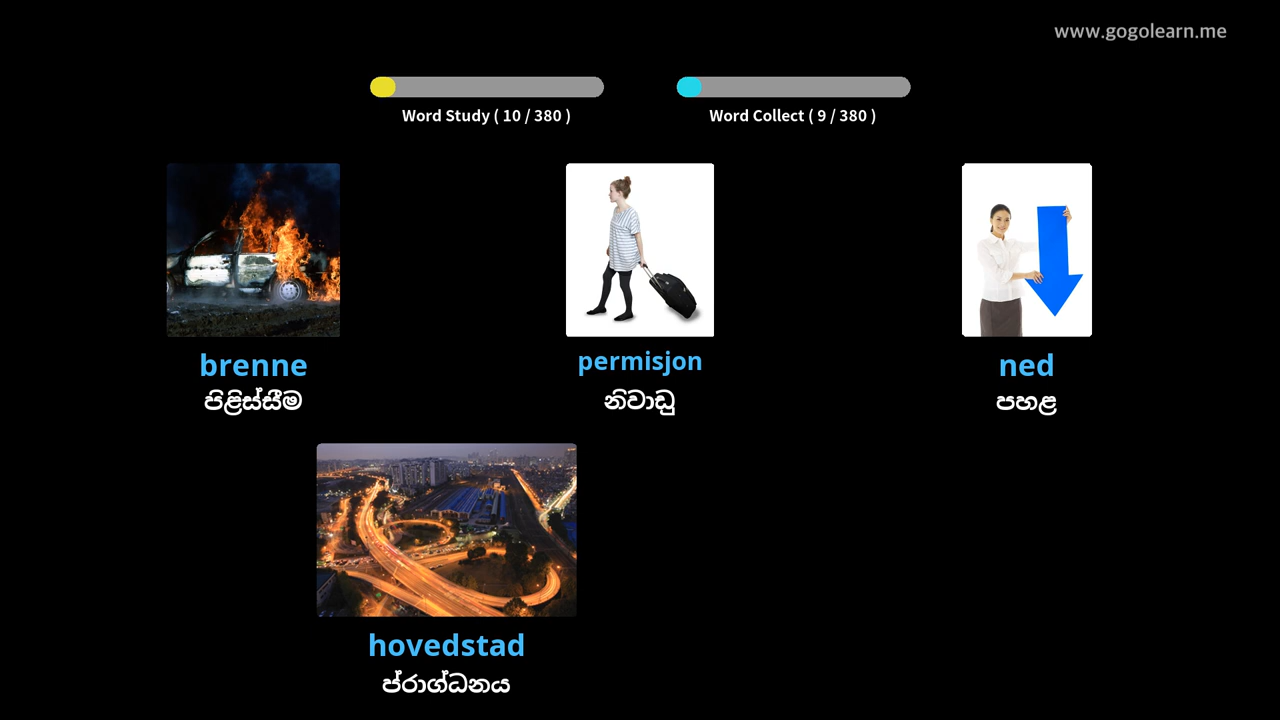 www.gogolearn.me
Word Study ( 10 / 380 )
Word Collect ( 9 / 380 )
brenne
පිළිස්සීම
permisjon
නිවාඩු
ned
පහළ
hovedstad
ප්රාග්ධනය